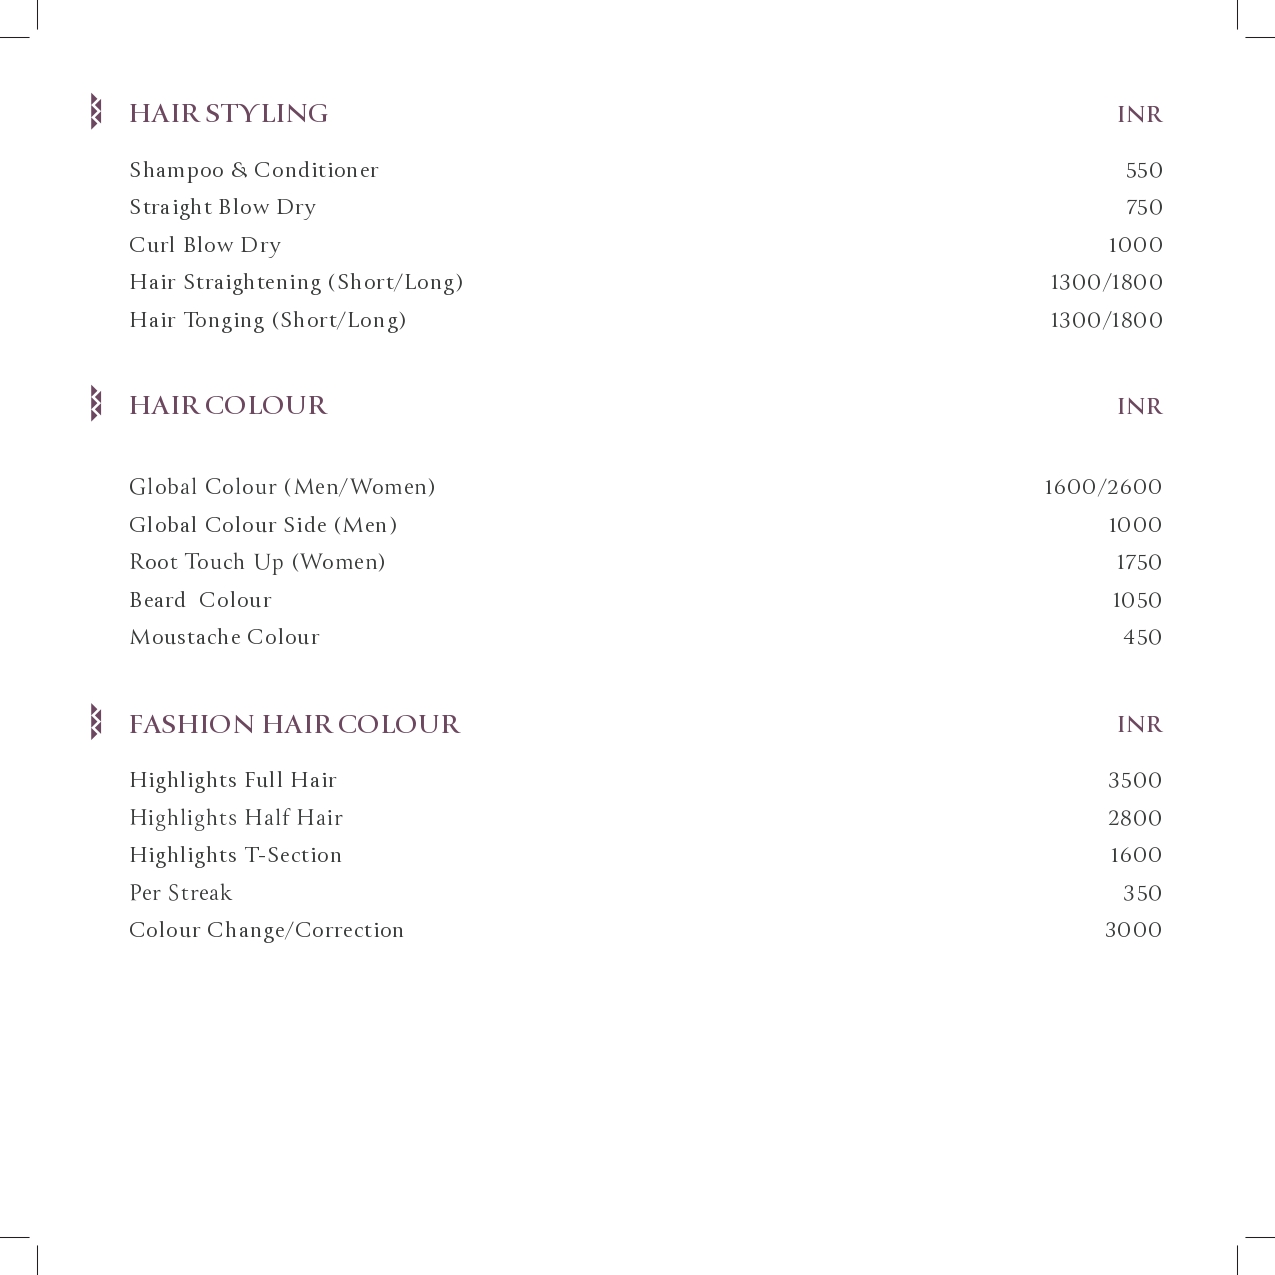 HAIR STYLING INR
Shampoo & Conditioner 550
Straight Blow Dry 750
Curl Blow Dry 1000
Hair Straightening (Short/Long) 1300/1800
Hair Tonging (Short/Long) 1300/1800
HAIR COLOUR INR
Global Colour (Men/Women) 1600/2600
Global Colour Side (Men) 1000
Root Touch Up (Women) 1750
Beard  Colour 1050
Moustache Colour 450
FASHION HAIR COLOUR INR
Highlights Full Hair 3500
Highlights Half Hair 2800
Highlights T-Section 1600
Per Streak 350
Colour Change/Correction 3000